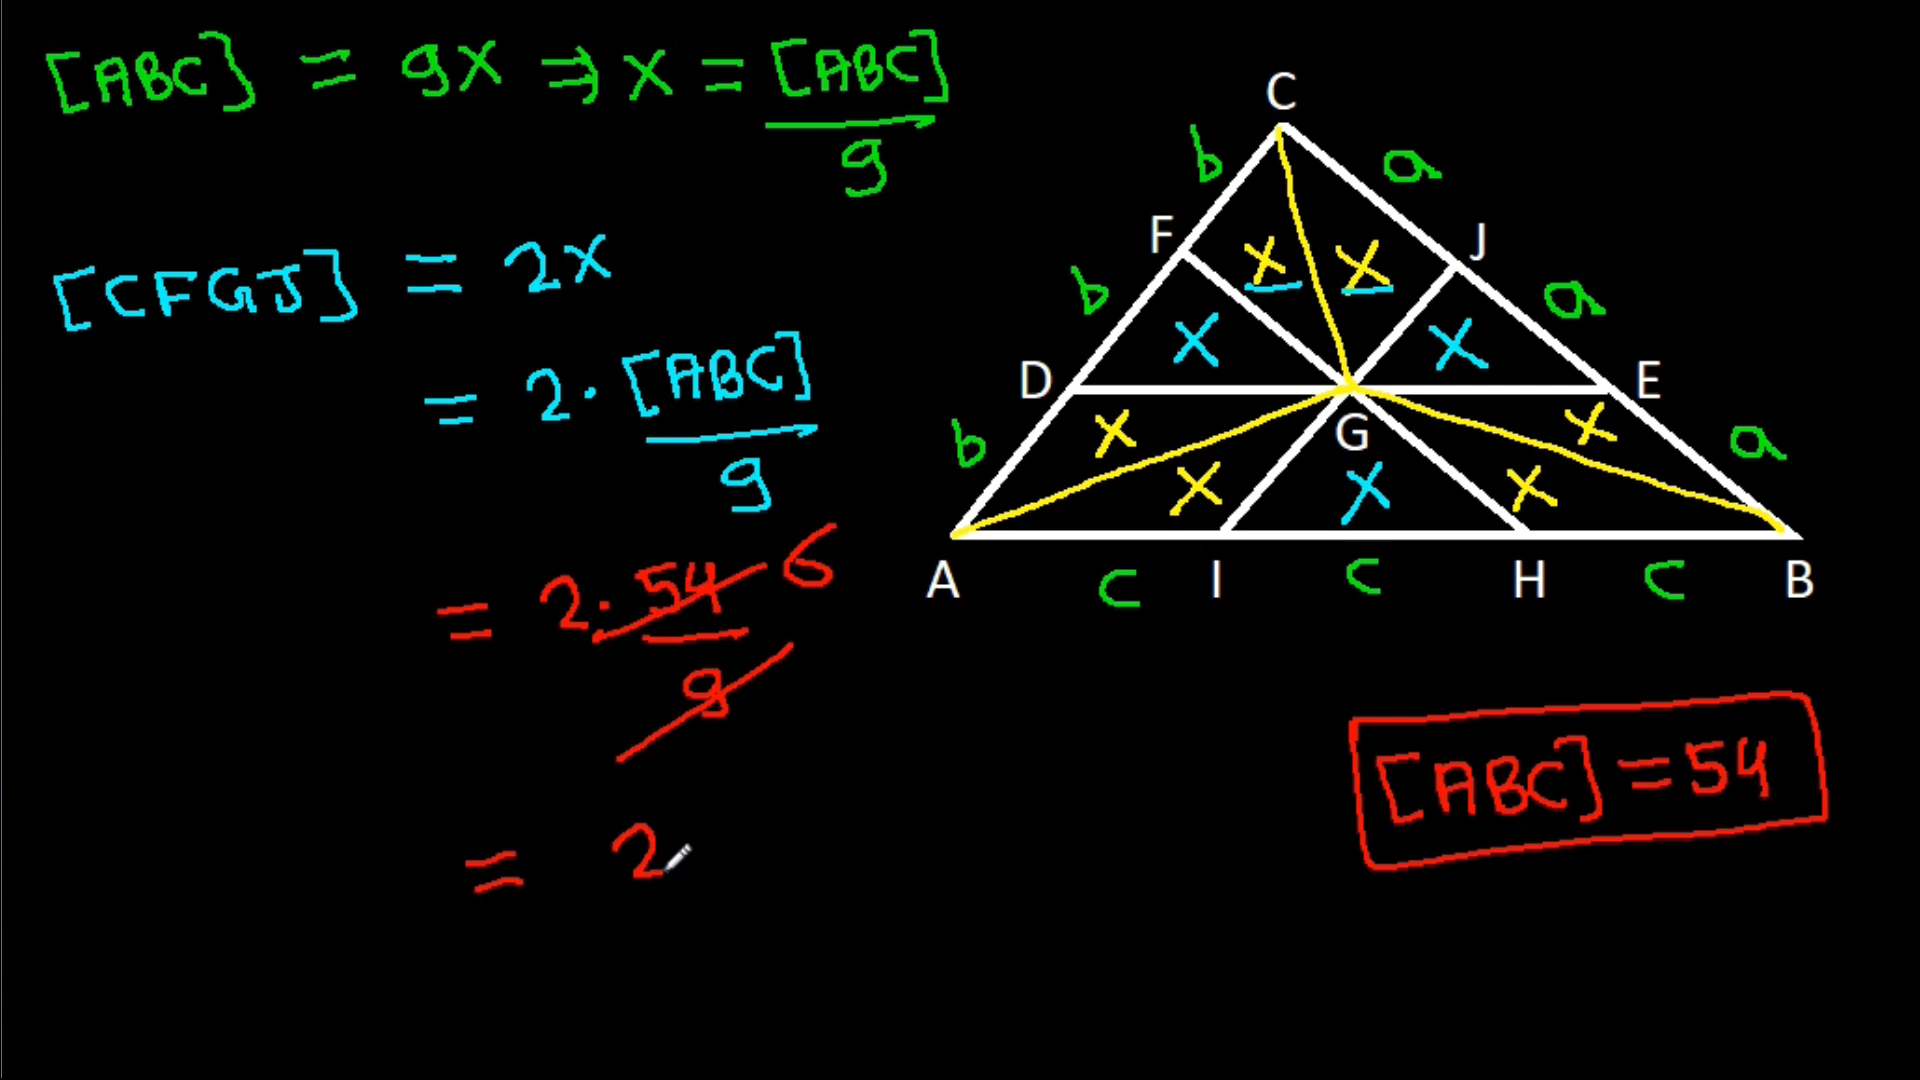 [ABC] = 9x ⇒ x = [ABC]
9
[CFGJ] = 2x
= 2 · [ABC]
9
= 2 · 54 6
9
= 2
C
b a
F J
x x
b a
x x
D E
G
x x
b a
x x x
A I H B
c c c
[ABC] = 54